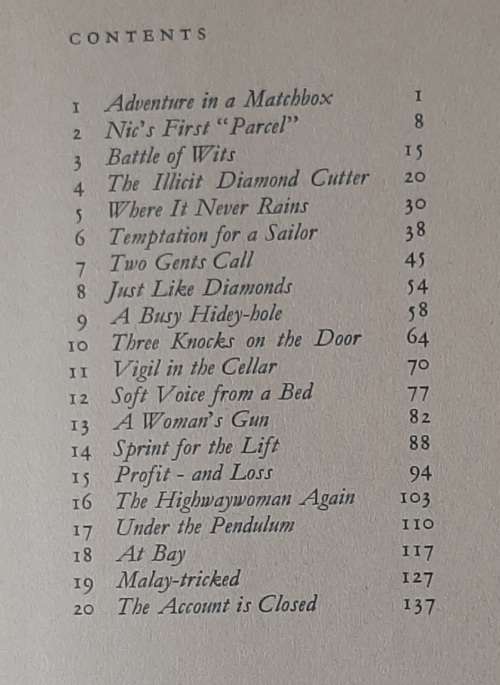 CONTENTS
1 Adventure in a Matchbox 1
2 Nic's First "Parcel" 8
3 Battle of Wits 15
4 The Illicit Diamond Cutter 20
5 Where It Never Rains 30
6 Temptation for a Sailor 38
7 Two Gents Call 45
8 Just Like Diamonds 54
9 A Busy Hidey-hole 58
10 Three Knocks on the Door 64
11 Vigil in the Cellar 70
12 Soft Voice from a Bed 77
13 A Woman's Gun 82
14 Sprint for the Lift 88
15 Profit - and Loss 94
16 The Highwaywoman Again 103
17 Under the Pendulum 110
18 At Bay 117
19 Malay-tricked 127
20 The Account is Closed 137